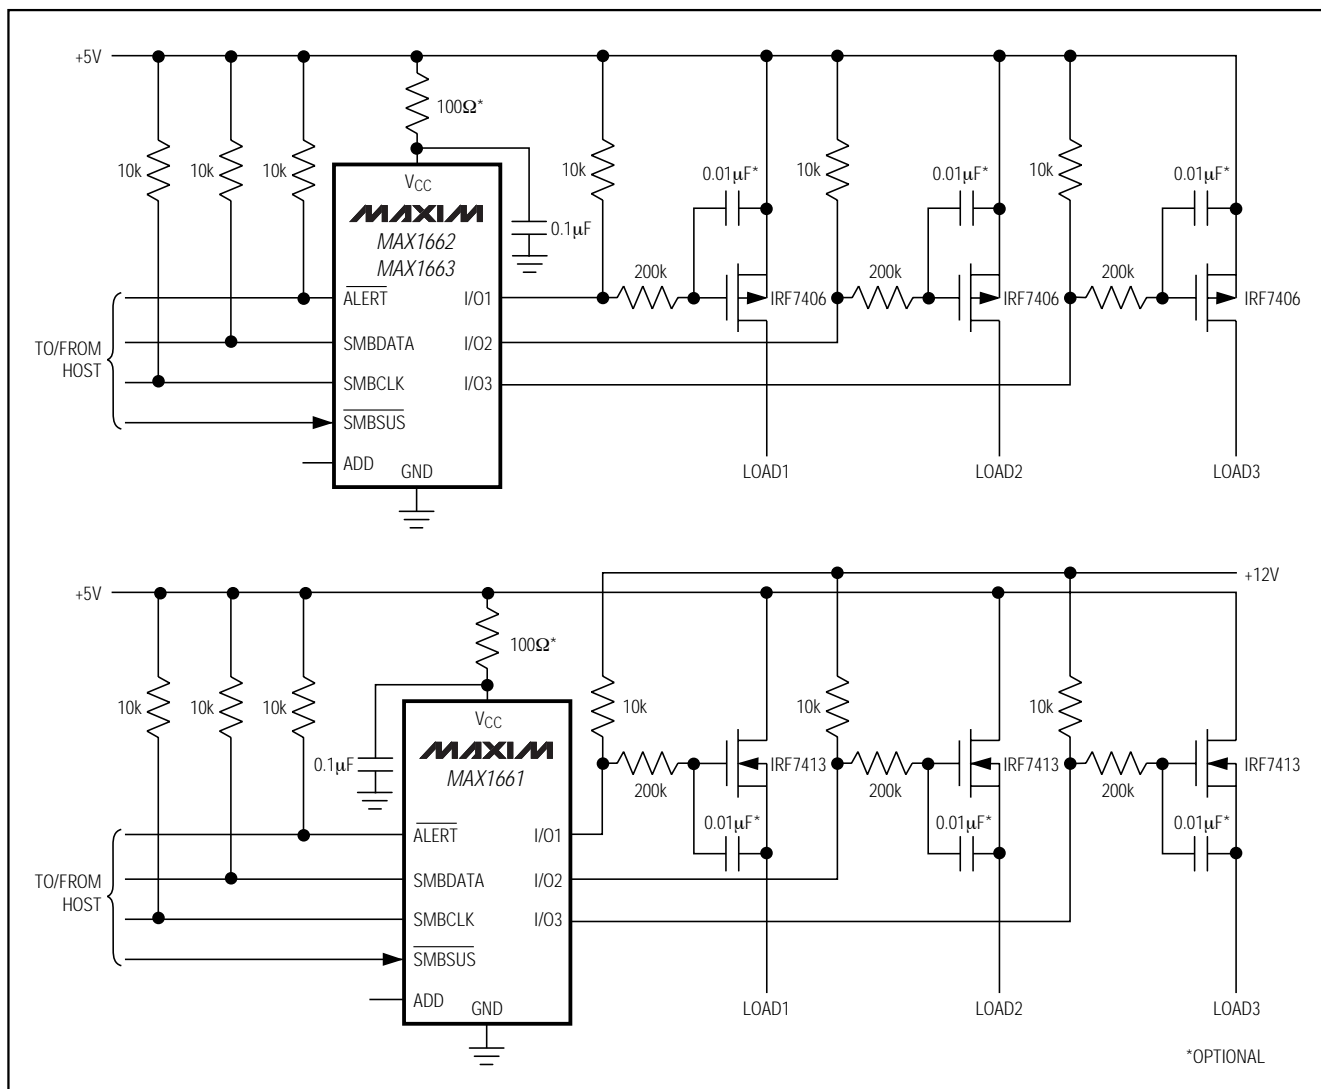 +5V
100Ω*
10k
10k
10k
10k
10k
10k
0.01μF*
0.01μF*
0.01μF*
VCC
MAXIM
MAX1662
MAX1663
0.1μF
200k
200k
200k
IRF7406
IRF7406
IRF7406
ALERT
I/O1
TO/FROM
HOST
SMBDATA
I/O2
SMBCLK
I/O3
SMBSUS
ADD
GND
LOAD1
LOAD2
LOAD3
+12V
+5V
100Ω*
10k
10k
10k
10k
10k
10k
VCC
MAXIM
MAX1661
0.1μF
IRF7413
IRF7413
IRF7413
200k
200k
200k
0.01μF*
0.01μF*
0.01μF*
ALERT
I/O1
TO/FROM
HOST
SMBDATA
I/O2
SMBCLK
I/O3
SMBSUS
ADD
GND
LOAD1
LOAD2
LOAD3
*OPTIONAL